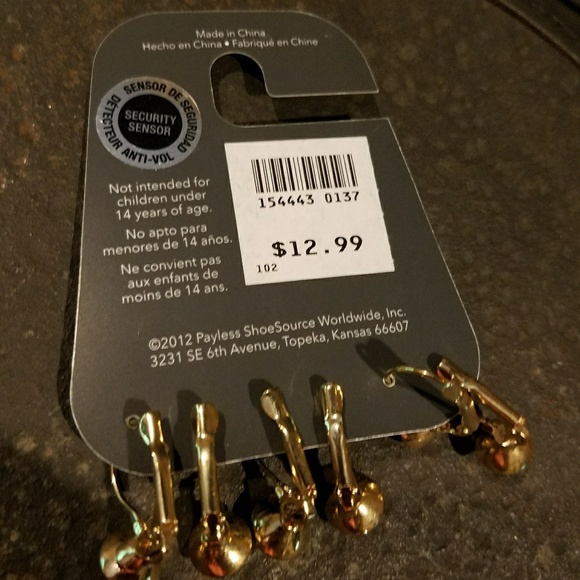 Made in China
Hecho en China • Fabriqué en Chine
SENSOR DE SEGURIDAD
SECURITY
SENSOR
DÉTECTEUR ANTI-VOL
Not intended for
children under
14 years of age.
No apto para
menores de 14 años.
Ne convient pas
aux enfants de
moins de 14 ans.
154443 0137
$12.99
102
©2012 Payless ShoeSource Worldwide, Inc.
3231 SE 6th Avenue, Topeka, Kansas 66607